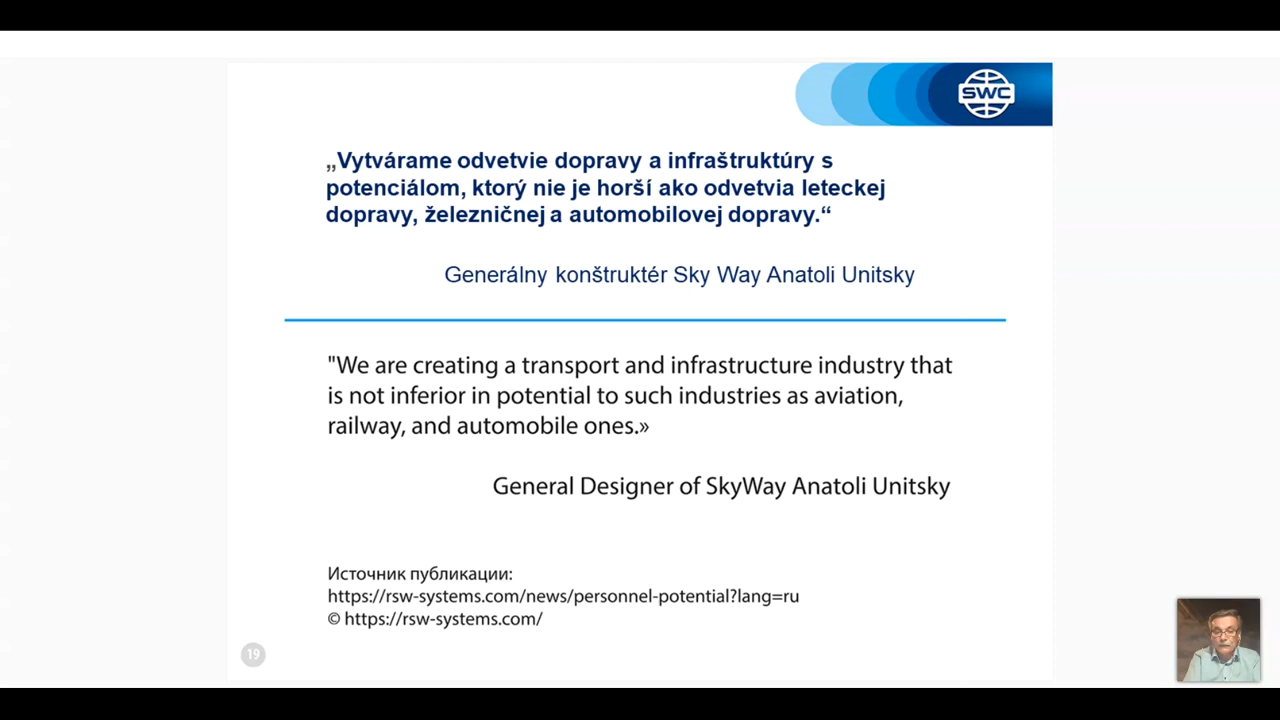 SWC
„Vytvárame odvetvie dopravy a infraštruktúry s
potenciálom, ktorý nie je horší ako odvetvia leteckej
dopravy, železničnej a automobilovej dopravy.“
Generálny konštruktér Sky Way Anatoli Unitsky
"We are creating a transport and infrastructure industry that
is not inferior in potential to such industries as aviation,
railway, and automobile ones.»
General Designer of SkyWay Anatoli Unitsky
Источник публикации:
https://rsw-systems.com/news/personnel-potential?lang=ru
© https://rsw-systems.com/
19